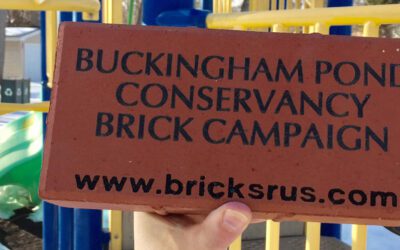 BUCKINGHAM POND
CONSERVANCY
BRICK CAMPAIGN
www.bricksrus.com